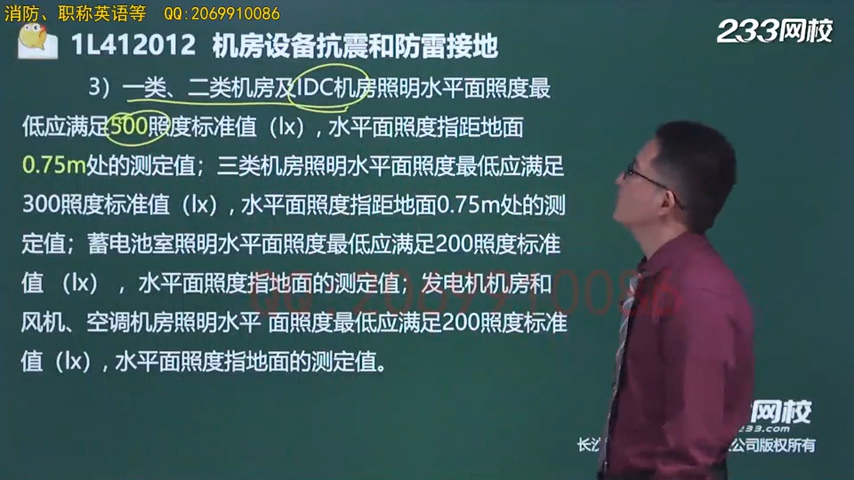 消防、职称英语等 QQ:2069910086
1L412012 机房设备抗震和防雷接地
233网校
3）一类、二类机房及IDC机房照明水平面照度最
低应满足500照度标准值（lx）, 水平面照度指距地面
0.75m处的测定值；三类机房照明水平面照度最低应满足
300照度标准值（lx）, 水平面照度指距地面0.75m处的测
定值；蓄电池室照明水平面照度最低应满足200照度标准
值 （lx） , 水平面照度指地面的测定值；发电机机房和
QQ:2069910086
风机、空调机房照明水平 面照度最低应满足200照度标准
值（lx）, 水平面照度指地面的测定值。
网校
233.com
长沙
公司版权所有